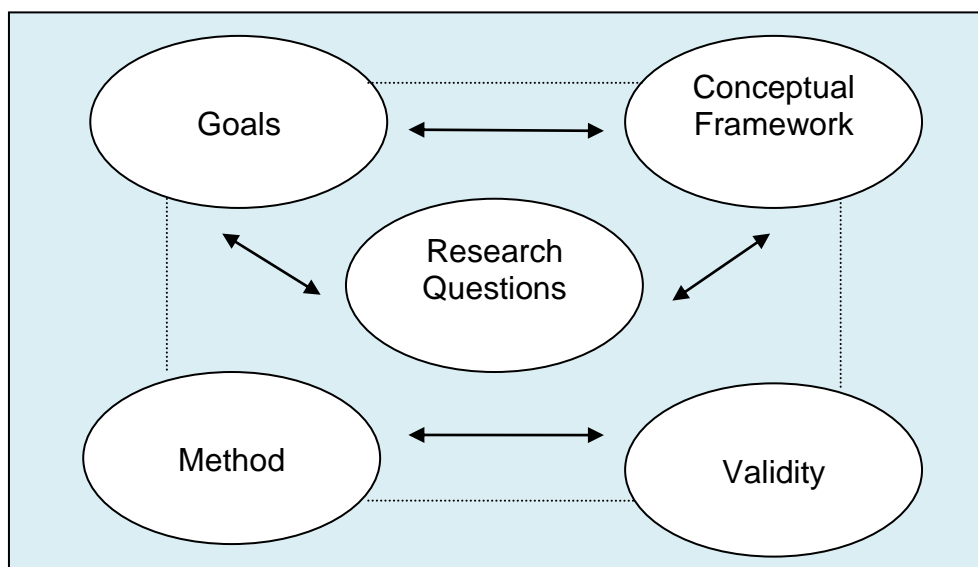 Goals
Conceptual
Framework
Research
Questions
Method
Validity